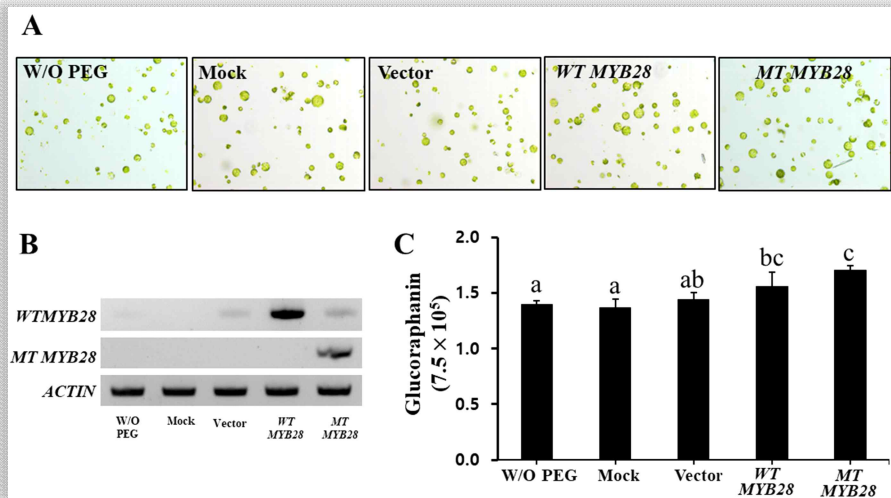 A
W/O PEG
Mock
Vector
WT MYB28
MT MYB28
B
WTMYB28
MT MYB28
ACTIN
W/O
PEG
Mock
Vector
WT
MYB28
MT
MYB28
C
Glucoraphanin
(7.5 × 10⁵)
2.0
1.5
1.0
0.5
0.0
a
a
ab
bc
c
W/O PEG
Mock
Vector
WT
MYB28
MT
MYB28